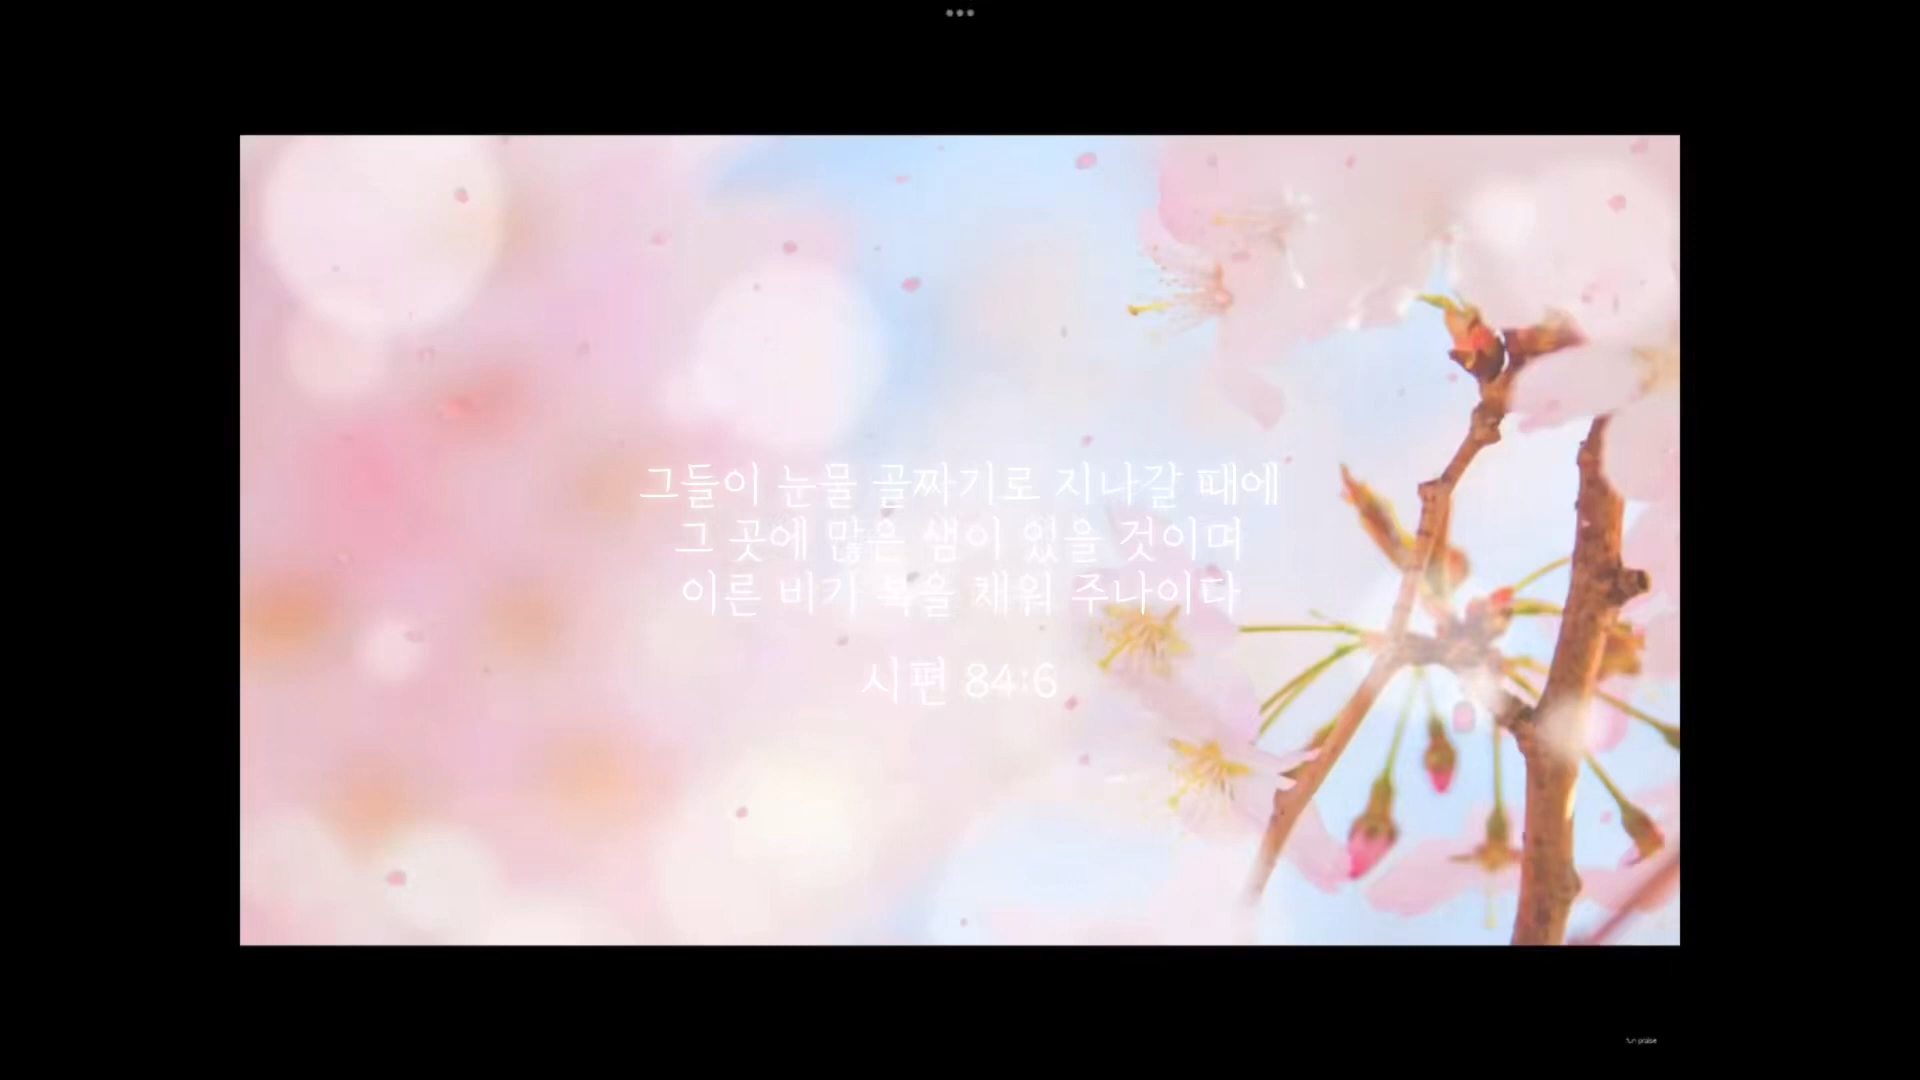 그들이 눈물 골짜기로 지나갈 때에
그 곳에 많은 샘이 있을 것이며
이른 비가 복을 채워 주나이다
시편 84:6
fun praise